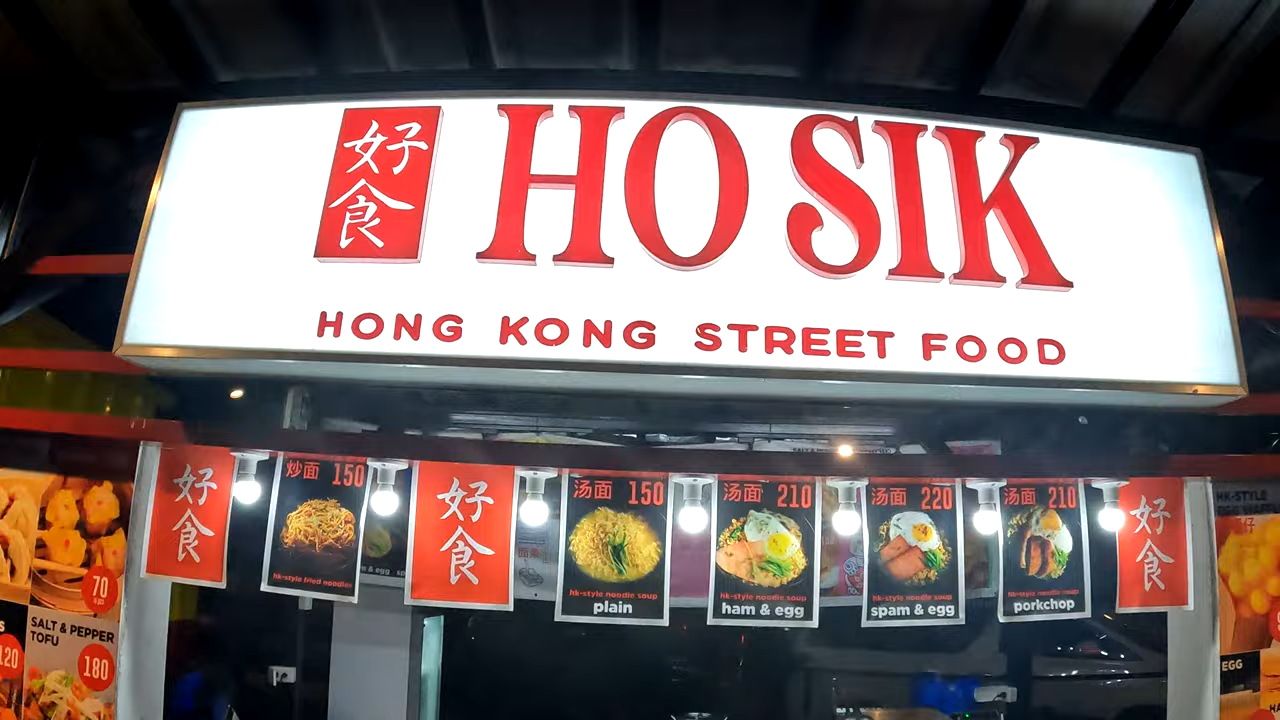 好食
HO SIK
HONG KONG STREET FOOD
好食
炒面 150
hk-style fried noodles
好食
汤面 150
hk-style noodle soup
plain
汤面 210
hk-style noodle soup
ham & egg
汤面 220
hk-style noodle soup
spam & egg
汤面 210
hk-style noodle soup
porkchop
好食
70
SALT & PEPPER
TOFU
120
180
HK-STYLE
EGG